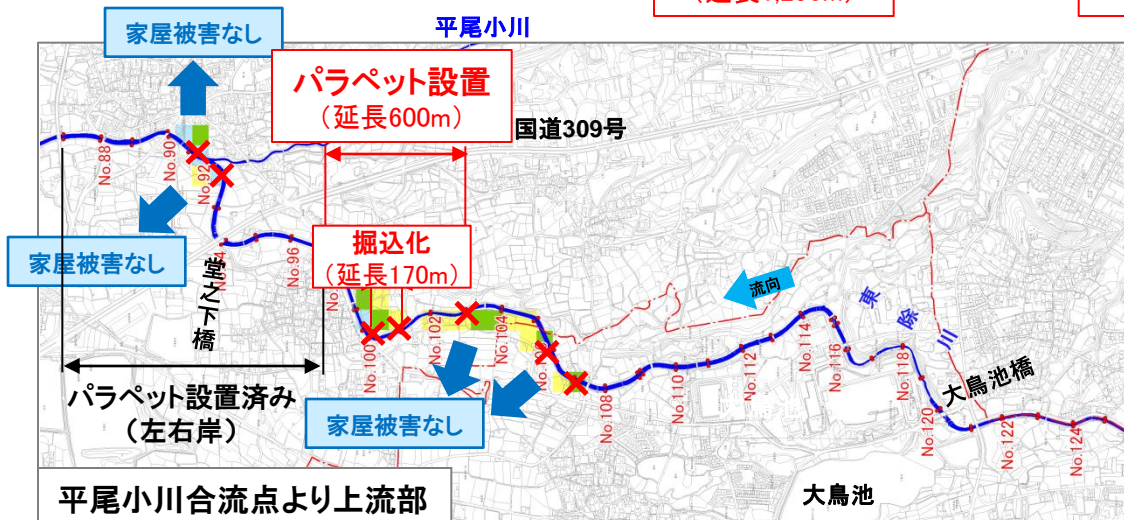 家屋被害なし
平尾小川
パラペット設置
（延長600m）
国道309号
No.88
No.90
No.92
No.96
家屋被害なし
堂之下橋
掘込化
（延長170m）
流向
東除川
No.100
No.102
No.104
No.108
No.110
No.112
No.114
No.116
No.118
No.120
No.122
No.124
大鳥池橋
パラペット設置済み
（左右岸）
家屋被害なし
平尾小川合流点より上流部
大鳥池